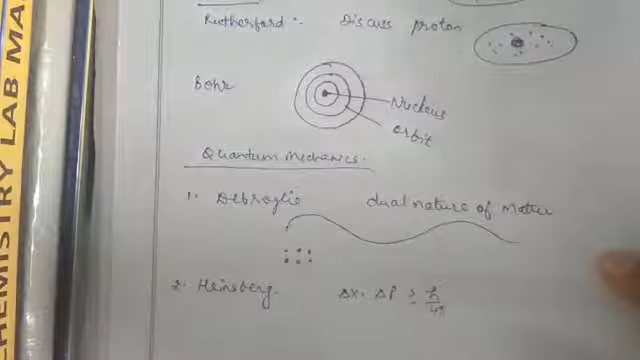 Rutherford :. Discuss proton
Bohr
Nucleus
orbit
Quantum Mechanics.
1. Debroglie dual nature of Matter
2. Heinsberg. Δx. ΔP ≥ h/4π
CHEMISTRY LAB MA